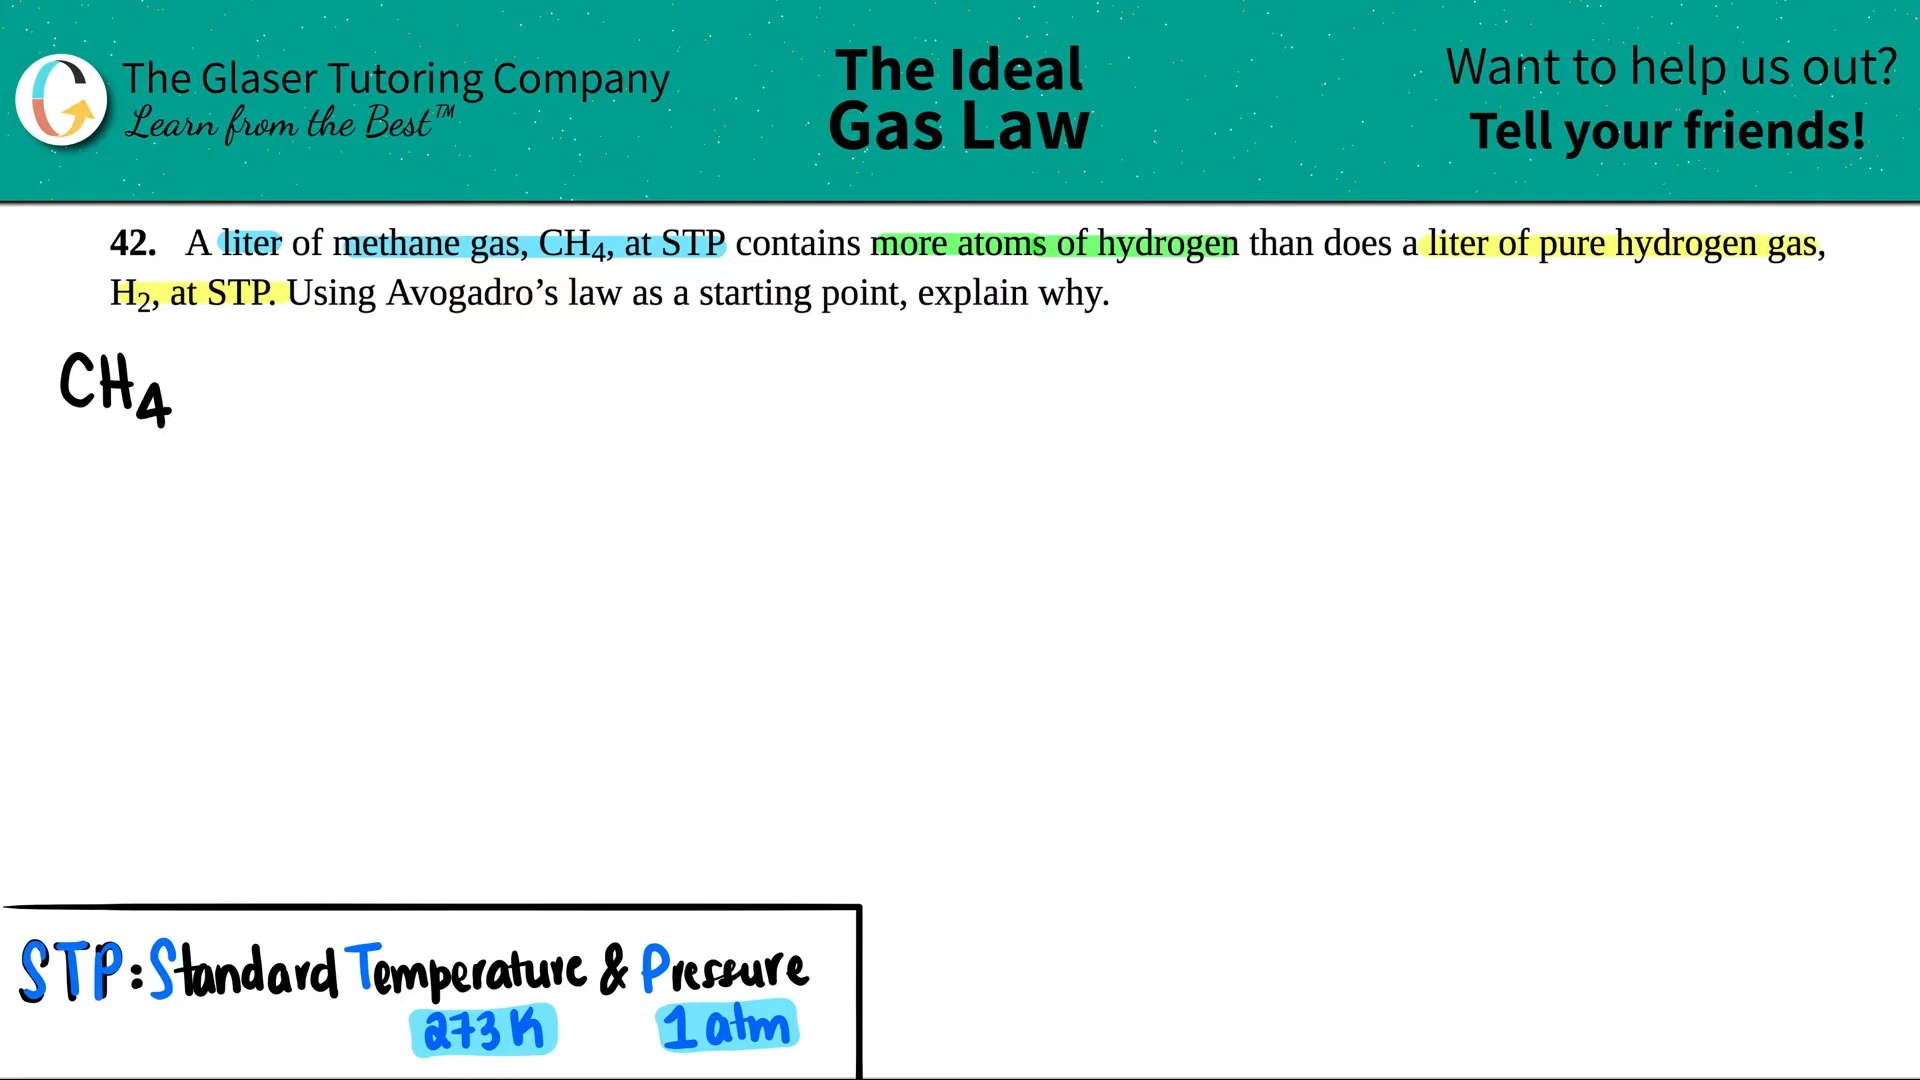 The Glaser Tutoring Company
Learn from the Best™
The Ideal
Gas Law
Want to help us out?
Tell your friends!
42. A liter of methane gas, CH₄, at STP contains more atoms of hydrogen than does a liter of pure hydrogen gas,
H₂, at STP. Using Avogadro’s law as a starting point, explain why.
CH₄
STP: Standard Temperature & Pressure
273 K 1 atm